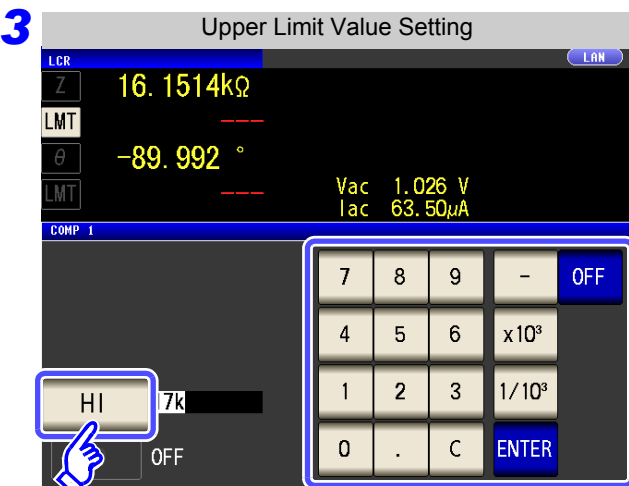 3 Upper Limit Value Setting
LCR LAN
Z 16.1514kΩ
LMT ---
θ -89.992 °
LMT ---
Vac 1.026 V
Iac 63.50μA
COMP 1
7 8 9 - OFF
4 5 6 x10³
HI 17k
1 2 3 1/10³
OFF
0 . C ENTER